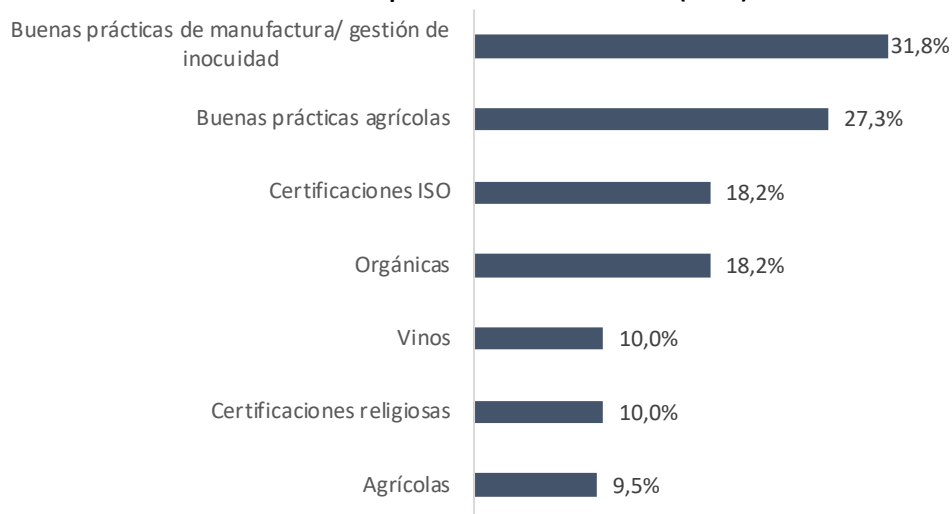 Buenas prácticas de manufactura/ gestión de
inocuidad
31,8%
Buenas prácticas agrícolas
27,3%
Certificaciones ISO
18,2%
Orgánicas
18,2%
Vinos
10,0%
Certificaciones religiosas
10,0%
Agrícolas
9,5%